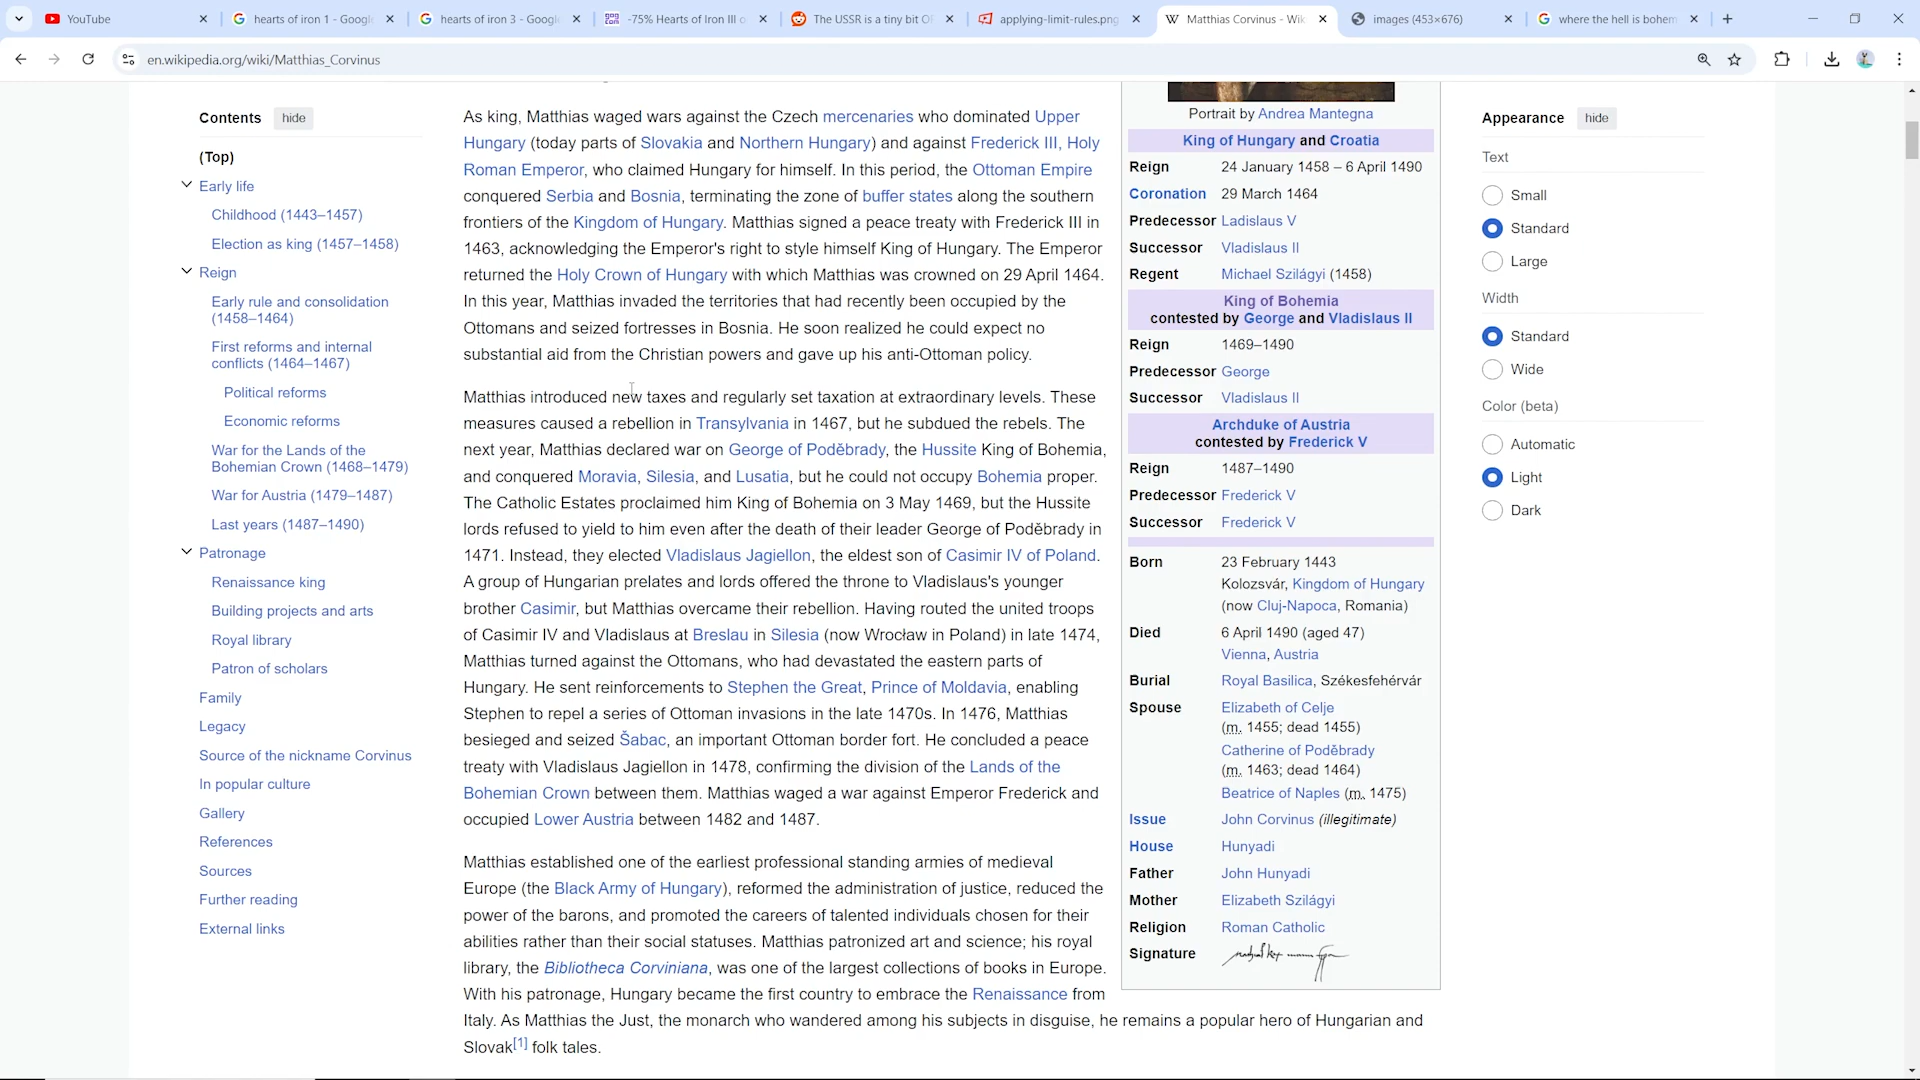 YouTube
hearts of iron 1 - Google
hearts of iron 3 - Google
-75% Hearts of Iron III o
The USSR is a tiny bit O
applying-limit-rules.png
Matthias Corvinus - Wik
images (453×676)
where the hell is bohem
en.wikipedia.org/wiki/Matthias_Corvinus
Contents hide
(Top)
Early life
Childhood (1443–1457)
Election as king (1457–1458)
Reign
Early rule and consolidation
(1458–1464)
First reforms and internal
conflicts (1464–1467)
Political reforms
Economic reforms
War for the Lands of the
Bohemian Crown (1468–1479)
War for Austria (1479–1487)
Last years (1487–1490)
Patronage
Renaissance king
Building projects and arts
Royal library
Patron of scholars
Family
Legacy
Source of the nickname Corvinus
In popular culture
Gallery
References
Sources
Further reading
External links
As king, Matthias waged wars against the Czech mercenaries who dominated Upper
Hungary (today parts of Slovakia and Northern Hungary) and against Frederick III, Holy
Roman Emperor, who claimed Hungary for himself. In this period, the Ottoman Empire
conquered Serbia and Bosnia, terminating the zone of buffer states along the southern
frontiers of the Kingdom of Hungary. Matthias signed a peace treaty with Frederick III in
1463, acknowledging the Emperor's right to style himself King of Hungary. The Emperor
returned the Holy Crown of Hungary with which Matthias was crowned on 29 April 1464.
In this year, Matthias invaded the territories that had recently been occupied by the
Ottomans and seized fortresses in Bosnia. He soon realized he could expect no
substantial aid from the Christian powers and gave up his anti-Ottoman policy.
Matthias introduced new taxes and regularly set taxation at extraordinary levels. These
measures caused a rebellion in Transylvania in 1467, but he subdued the rebels. The
next year, Matthias declared war on George of Poděbrady, the Hussite King of Bohemia,
and conquered Moravia, Silesia, and Lusatia, but he could not occupy Bohemia proper.
The Catholic Estates proclaimed him King of Bohemia on 3 May 1469, but the Hussite
lords refused to yield to him even after the death of their leader George of Poděbrady in
1471. Instead, they elected Vladislaus Jagiellon, the eldest son of Casimir IV of Poland.
A group of Hungarian prelates and lords offered the throne to Vladislaus's younger
brother Casimir, but Matthias overcame their rebellion. Having routed the united troops
of Casimir IV and Vladislaus at Breslau in Silesia (now Wrocław in Poland) in late 1474,
Matthias turned against the Ottomans, who had devastated the eastern parts of
Hungary. He sent reinforcements to Stephen the Great, Prince of Moldavia, enabling
Stephen to repel a series of Ottoman invasions in the late 1470s. In 1476, Matthias
besieged and seized Šabac, an important Ottoman border fort. He concluded a peace
treaty with Vladislaus Jagiellon in 1478, confirming the division of the Lands of the
Bohemian Crown between them. Matthias waged a war against Emperor Frederick and
occupied Lower Austria between 1482 and 1487.
Matthias established one of the earliest professional standing armies of medieval
Europe (the Black Army of Hungary), reformed the administration of justice, reduced the
power of the barons, and promoted the careers of talented individuals chosen for their
abilities rather than their social statuses. Matthias patronized art and science; his royal
library, the Bibliotheca Corviniana, was one of the largest collections of books in Europe.
With his patronage, Hungary became the first country to embrace the Renaissance from
Italy. As Matthias the Just, the monarch who wandered among his subjects in disguise, he remains a popular hero of Hungarian and
Slovak[1] folk tales.
Portrait by Andrea Mantegna
King of Hungary and Croatia
Reign 24 January 1458 – 6 April 1490
Coronation 29 March 1464
Predecessor Ladislaus V
Successor Vladislaus II
Regent Michael Szilágyi (1458)
King of Bohemia
contested by George and Vladislaus II
Reign 1469–1490
Predecessor George
Successor Vladislaus II
Archduke of Austria
contested by Frederick V
Reign 1487–1490
Predecessor Frederick V
Successor Frederick V
Born 23 February 1443
Kolozsvár, Kingdom of Hungary
(now Cluj-Napoca, Romania)
Died 6 April 1490 (aged 47)
Vienna, Austria
Burial Royal Basilica, Székesfehérvár
Spouse Elizabeth of Celje
(m. 1455; dead 1455)
Catherine of Poděbrady
(m. 1463; dead 1464)
Beatrice of Naples (m. 1475)
Issue John Corvinus (illegitimate)
House Hunyadi
Father John Hunyadi
Mother Elizabeth Szilágyi
Religion Roman Catholic
Signature
Appearance hide
Text
Small
Standard
Large
Width
Standard
Wide
Color (beta)
Automatic
Light
Dark